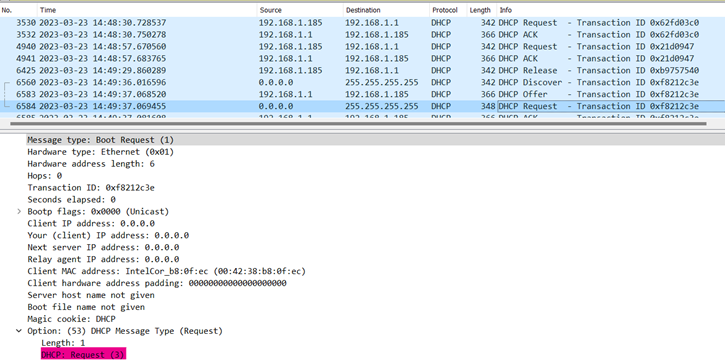 No. Time Source Destination Protocol Length Info
3530 2023-03-23 14:48:30.728537 192.168.1.185 192.168.1.1 DHCP 342 DHCP Request - Transaction ID 0x62fd03c0
3532 2023-03-23 14:48:30.750278 192.168.1.1 192.168.1.185 DHCP 366 DHCP ACK - Transaction ID 0x62fd03c0
4940 2023-03-23 14:48:57.670560 192.168.1.185 192.168.1.1 DHCP 342 DHCP Request - Transaction ID 0x21d0947
4941 2023-03-23 14:48:57.683765 192.168.1.1 192.168.1.185 DHCP 366 DHCP ACK - Transaction ID 0x21d0947
6425 2023-03-23 14:49:29.860289 192.168.1.185 192.168.1.1 DHCP 342 DHCP Release - Transaction ID 0xb9757540
6560 2023-03-23 14:49:36.016596 0.0.0.0 255.255.255.255 DHCP 342 DHCP Discover - Transaction ID 0xf8212c3e
6583 2023-03-23 14:49:37.068520 192.168.1.1 192.168.1.185 DHCP 366 DHCP Offer - Transaction ID 0xf8212c3e
6584 2023-03-23 14:49:37.069455 0.0.0.0 255.255.255.255 DHCP 348 DHCP Request - Transaction ID 0xf8212c3e
Message type: Boot Request (1)
Hardware type: Ethernet (0x01)
Hardware address length: 6
Hops: 0
Transaction ID: 0xf8212c3e
Seconds elapsed: 0
Bootp flags: 0x0000 (Unicast)
Client IP address: 0.0.0.0
Your (client) IP address: 0.0.0.0
Next server IP address: 0.0.0.0
Relay agent IP address: 0.0.0.0
Client MAC address: IntelCor_b8:0f:ec (00:42:38:b8:0f:ec)
Client hardware address padding: 00000000000000000000
Server host name not given
Boot file name not given
Magic cookie: DHCP
Option: (53) DHCP Message Type (Request)
Length: 1
DHCP: Request (3)